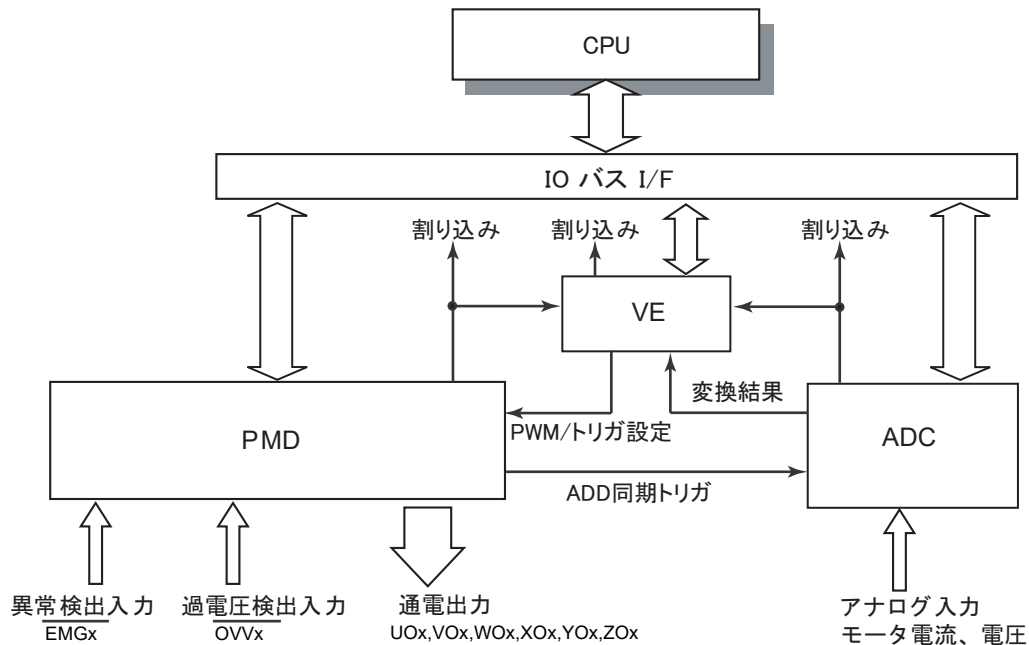 CPU
IO バス I/F
割り込み
割り込み
割り込み
VE
変換結果
PMD
PWM/トリガ設定
ADC
ADD同期トリガ
異常検出入力
EMGx
過電圧検出入力
OVVx
通電出力
UOx,VOx,WOx,XOx,YOx,ZOx
アナログ入力
モータ電流、電圧